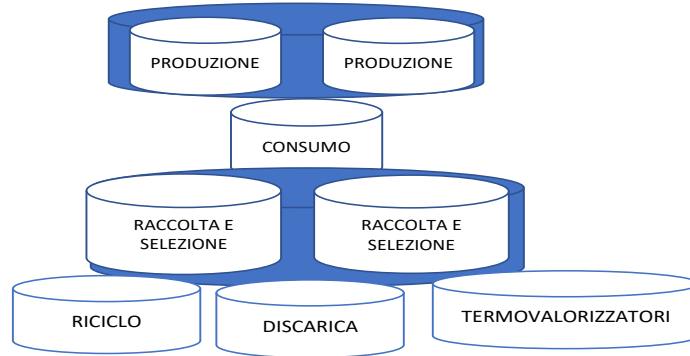 PRODUZIONE
PRODUZIONE
CONSUMO
RACCOLTA E
SELEZIONE
RACCOLTA E
SELEZIONE
RICICLO
DISCARICA
TERMOVALORIZZATORI